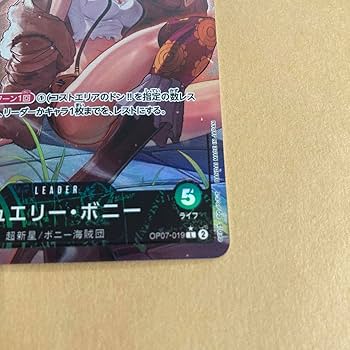 ターン1回 ①(コストエリアのドン!!を指定の数レス
、リーダーかキャラ1枚までを、レストにする。
LEADER
ュエリー・ボニー
5
ライフ
超新星/ボニー海賊団
OP07-019 L 2